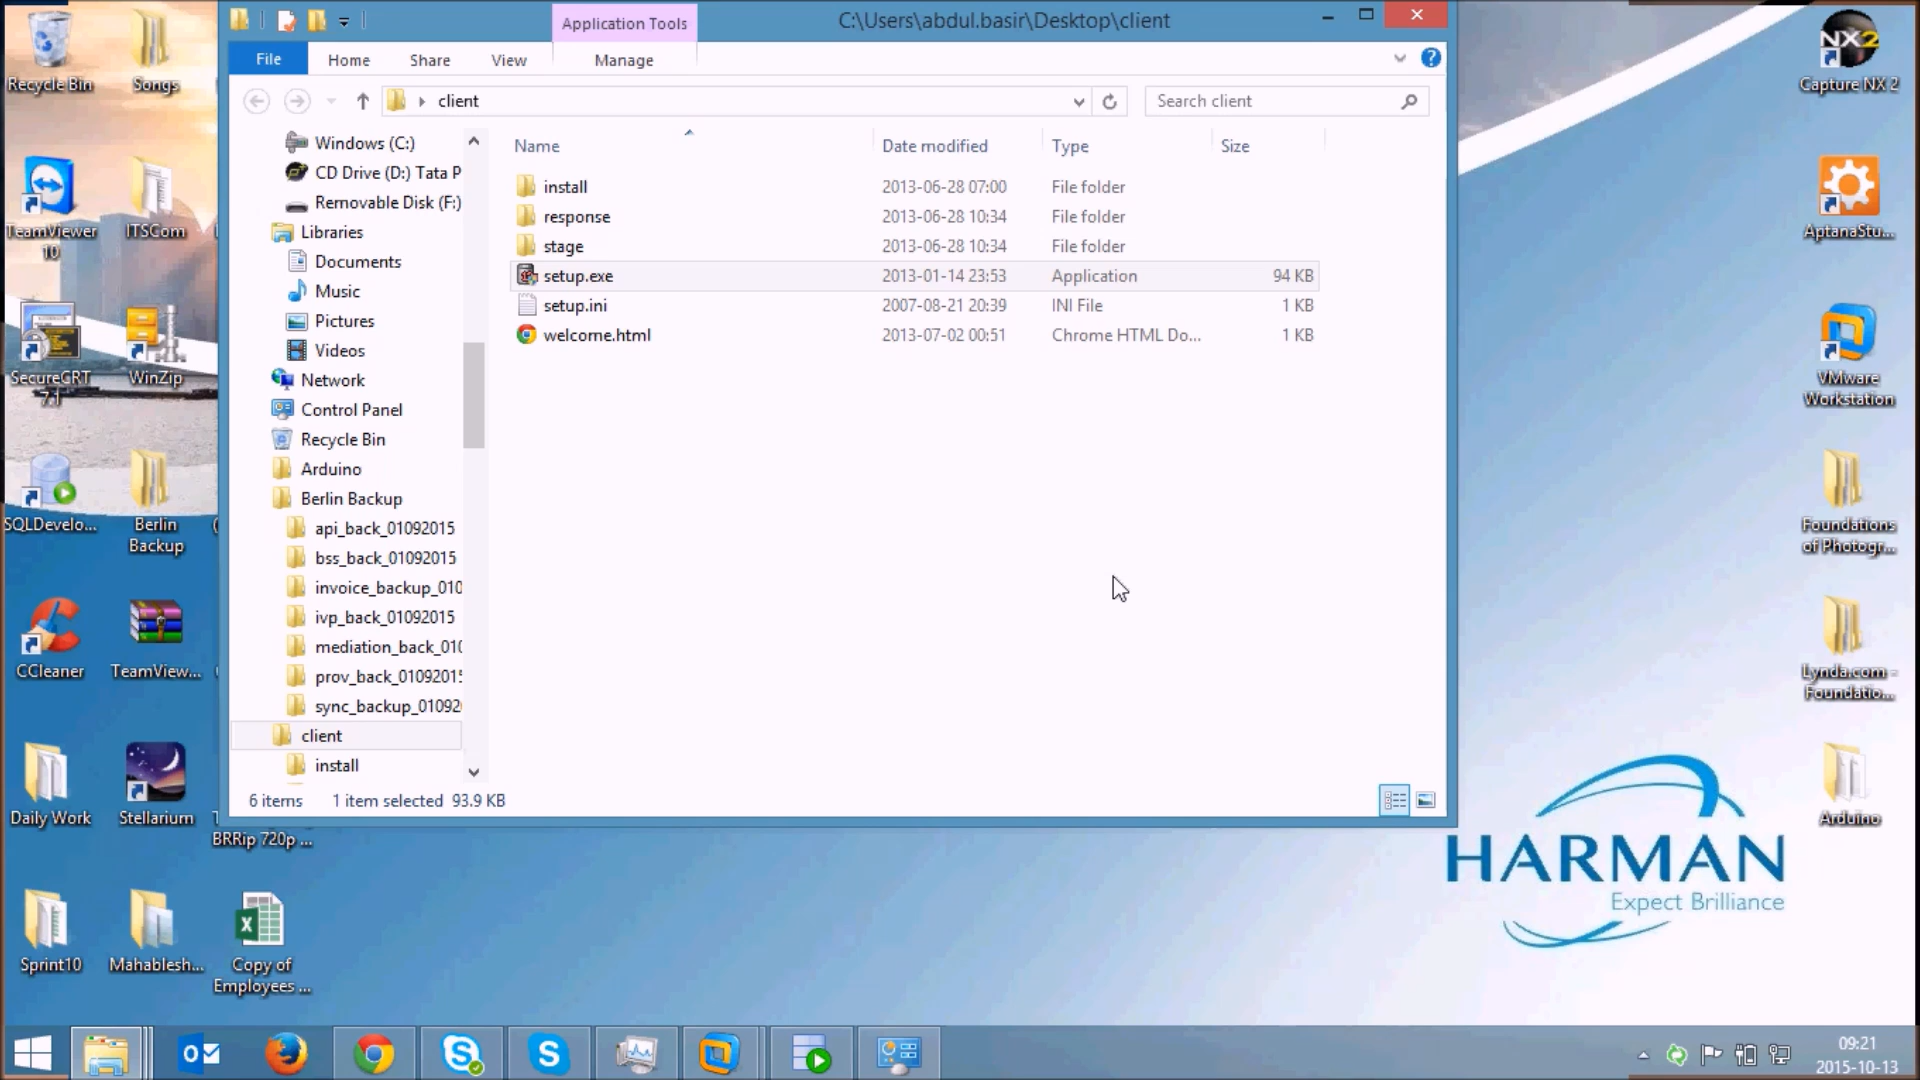 Recycle Bin
Songs
TeamViewer
10
ITSCom
SecureCRT
7.1
WinZip
SQLDevelo...
Berlin
Backup
CCleaner
TeamView...
Daily Work
Stellarium
BRRip 720p ...
Sprint10
Mahablesh...
Copy of
Employees ...
Application Tools
C:\Users\abdul.basir\Desktop\client
File
Home
Share
View
Manage
client
Search client
Windows (C:)
CD Drive (D:) Tata P
Removable Disk (F:)
Libraries
Documents
Music
Pictures
Videos
Network
Control Panel
Recycle Bin
Arduino
Berlin Backup
api_back_01092015
bss_back_01092015
invoice_backup_010
ivp_back_01092015
mediation_back_010
prov_back_01092015
sync_backup_01092
client
install
Name
Date modified
Type
Size
install
2013-06-28 07:00
File folder
response
2013-06-28 10:34
File folder
stage
2013-06-28 10:34
File folder
setup.exe
2013-01-14 23:53
Application
94 KB
setup.ini
2007-08-21 20:39
INI File
1 KB
welcome.html
2013-07-02 00:51
Chrome HTML Do...
1 KB
6 items
1 item selected 93.9 KB
NX2
Capture NX 2
AptanaStu...
VMware
Workstation
Foundations
of Photogr...
Lynda.com -
Foundatio...
Arduino
HARMAN
Expect Brilliance
09:21
2015-10-13